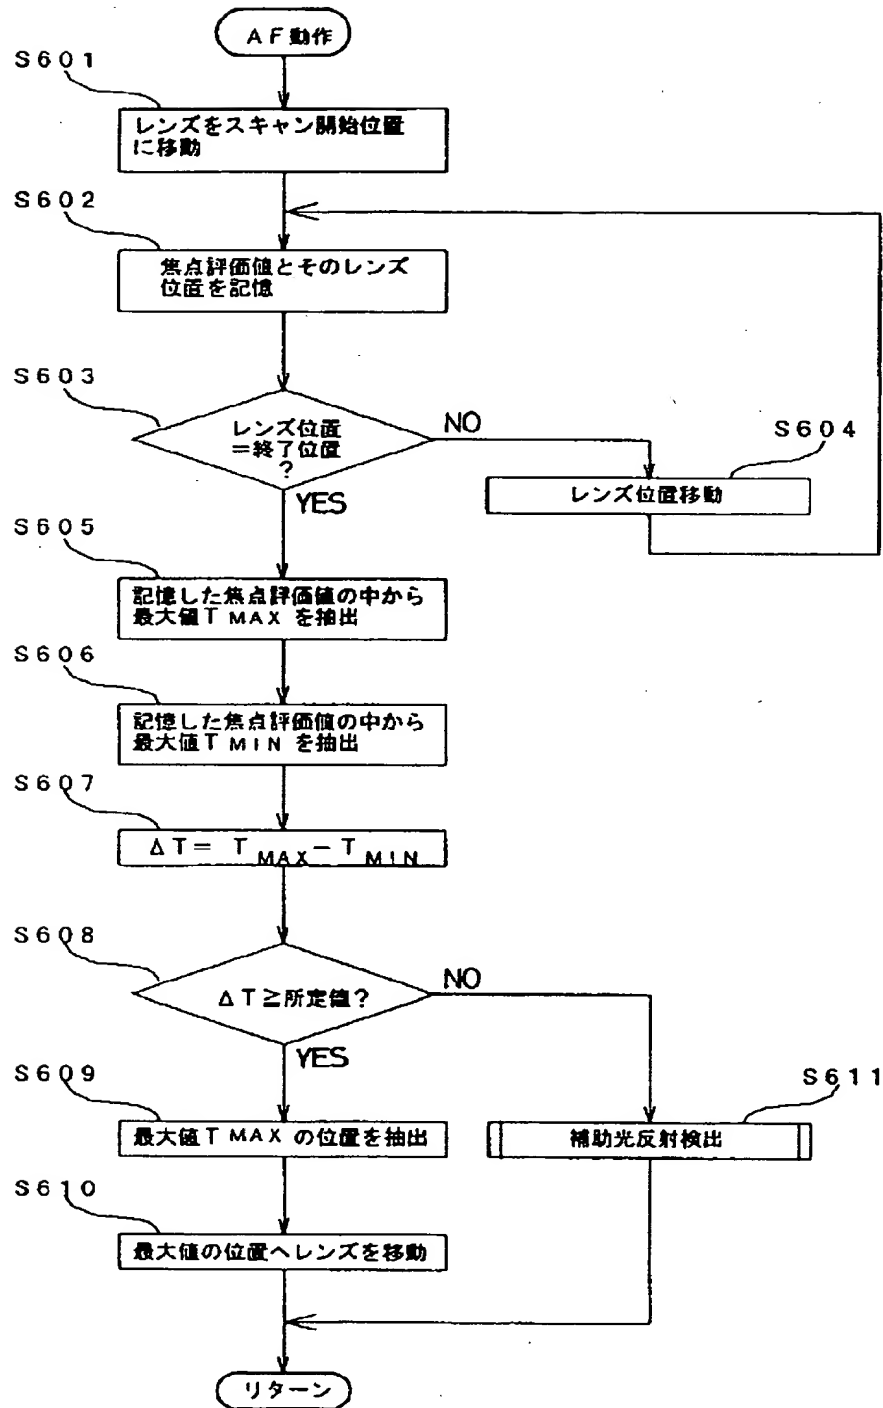 AF動作
S601
レンズをスキャン開始位置
に移動
S602
焦点評価値とそのレンズ
位置を記憶
S603
レンズ位置
=終了位置
?
NO
S604
レンズ位置移動
YES
S605
記憶した焦点評価値の中から
最大値T MAX を抽出
S606
記憶した焦点評価値の中から
最大値T MIN を抽出
S607
ΔT= TMAX− TMIN
S608
ΔT≧所定値?
NO
YES
S609
最大値T MAX の位置を抽出
S611
補助光反射検出
S610
最大値の位置へレンズを移動
リターン